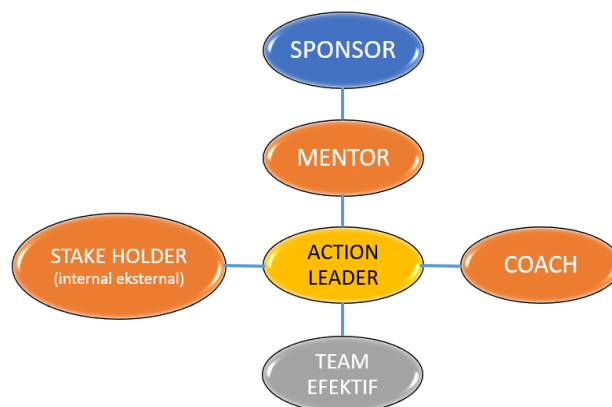 SPONSOR
MENTOR
STAKE HOLDER
(internal eksternal)
ACTION
LEADER
COACH
TEAM
EFEKTIF